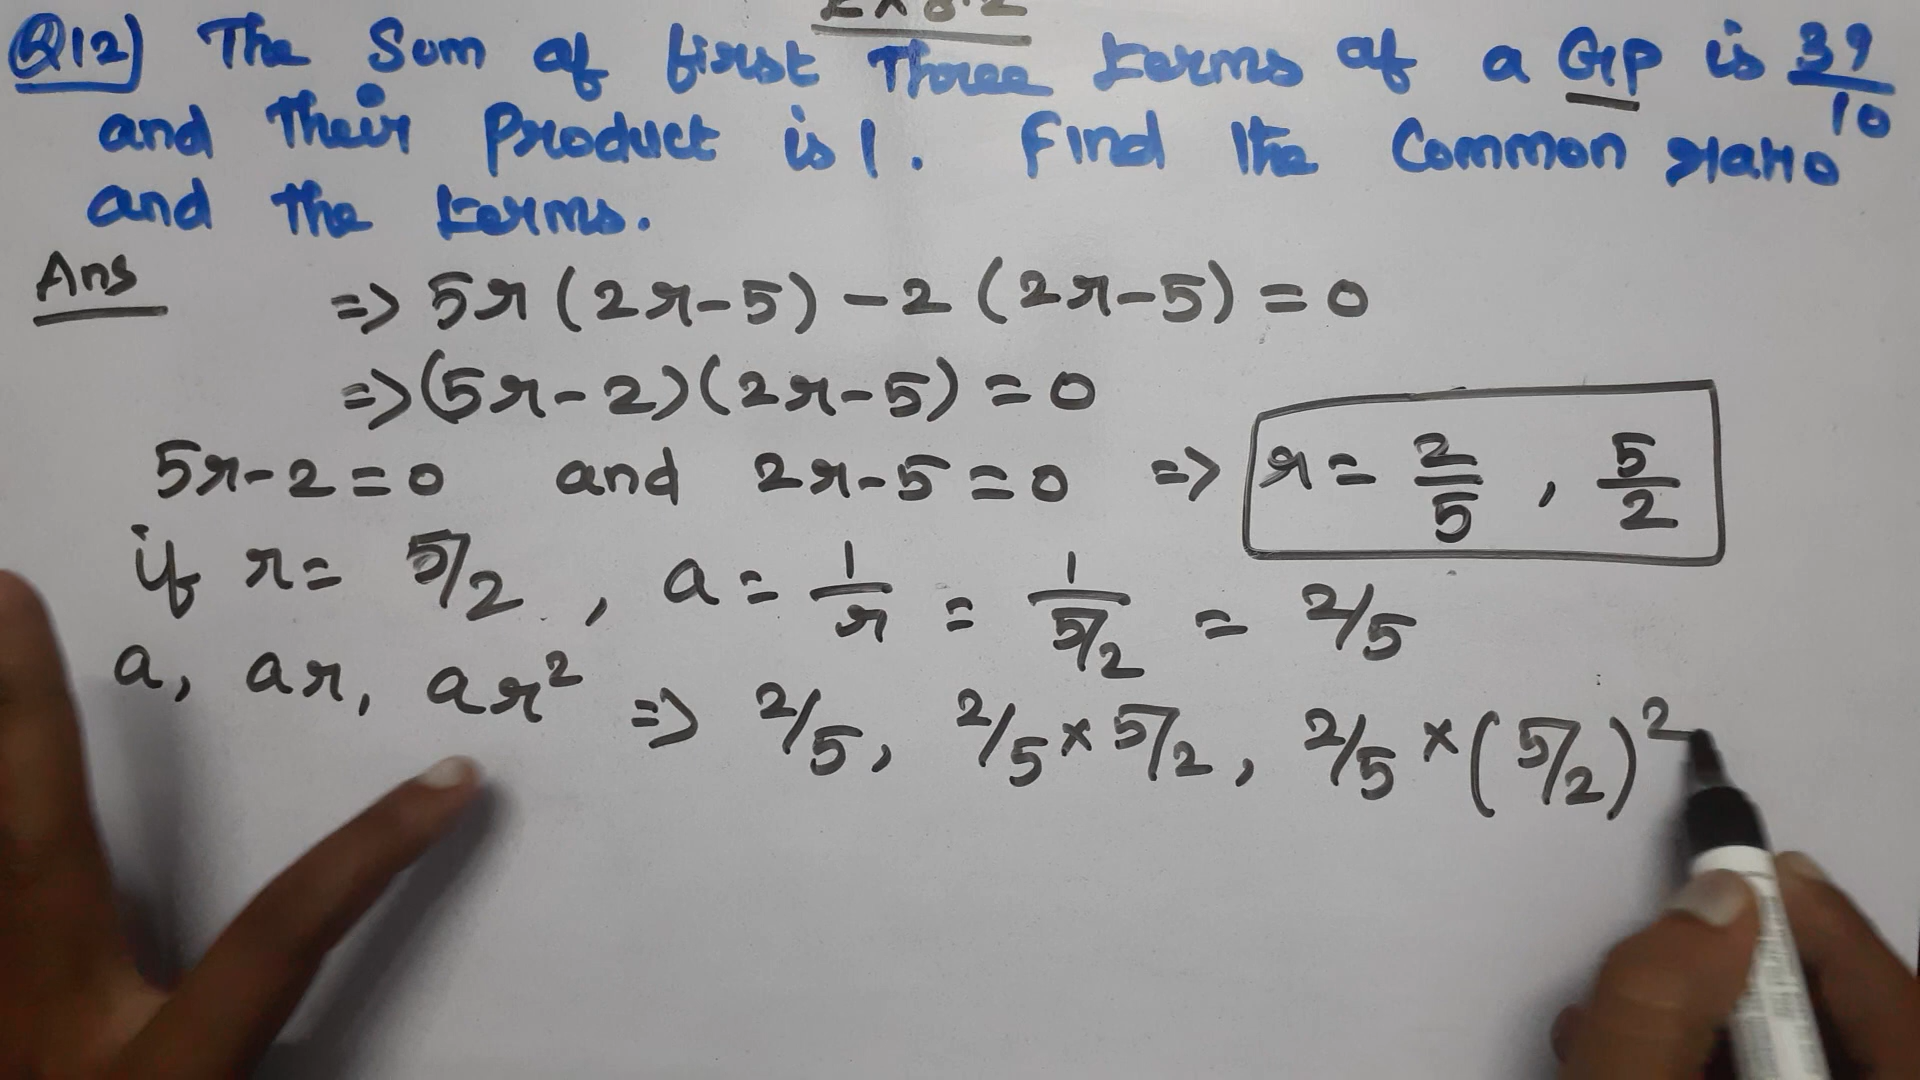 Ex 8.2
Q12) The Sum of first Three terms of a GP is 39/10
and their Product is 1. Find the Common ratio
and the terms.
Ans
=> 5r(2r-5) - 2(2r-5) = 0
=> (5r-2)(2r-5) = 0
5r-2=0 and 2r-5=0 => r= 2/5 , 5/2
if r= 5/2 , a = 1/r = 1/(5/2) = 2/5
a, ar, ar² => 2/5, 2/5 × 5/2, 2/5 × (5/2)²